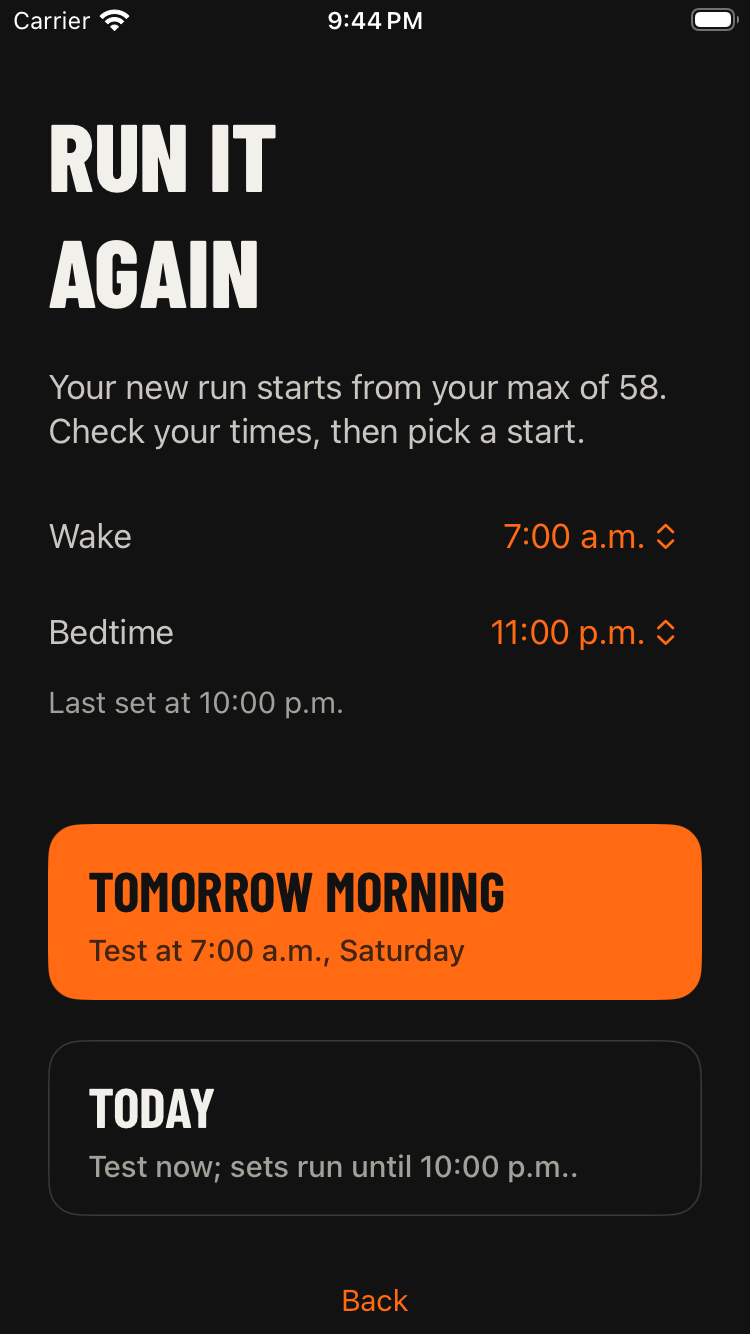 Carrier 9:44 PM
RUN IT
AGAIN
Your new run starts from your max of 58.
Check your times, then pick a start.
Wake 7:00 a.m.
Bedtime 11:00 p.m.
Last set at 10:00 p.m.
TOMORROW MORNING
Test at 7:00 a.m., Saturday
TODAY
Test now; sets run until 10:00 p.m..
Back